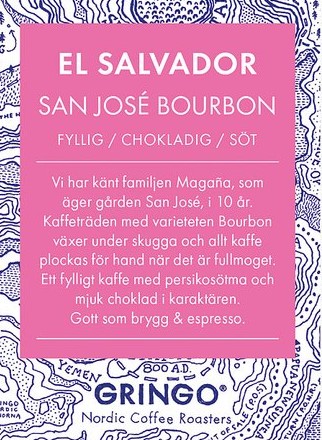 EL SALVADOR
SAN JOSÉ BOURBON
FYLLIG / CHOKLADIG / SÖT
Vi har känt familjen Magaña, som
äger gården San José, i 10 år.
Kaffeträden med varieteten Bourbon
växer under skugga och allt kaffe
plockas för hand när det är fullmoget.
Ett fylligt kaffe med persikosötma och
mjuk choklad i karaktären.
Gott som brygg & espresso.
YEMEN
800 A.D.
GRINGO®
Nordic Coffee Roasters